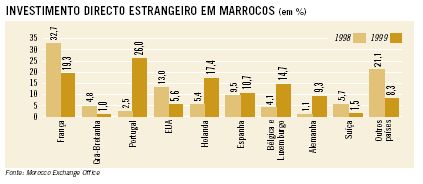 INVESTIMENTO DIRECTO ESTRANGEIRO EM MARROCOS (em %)
1998 1999
35
30
25
20
15
10
5
0
32,7 19,3
4,8 1,0
2,5 26,0
13,0 5,6
5,4 17,4
9,5 10,7
4,1 14,7
1,1 9,3
5,7 1,5
21,1 8,3
França
Grã-Bretanha
Portugal
EUA
Holanda
Espanha
Bélgica e
Luxemburgo
Alemanha
Suíça
Outros
países
Fonte: Morocco Exchange Office